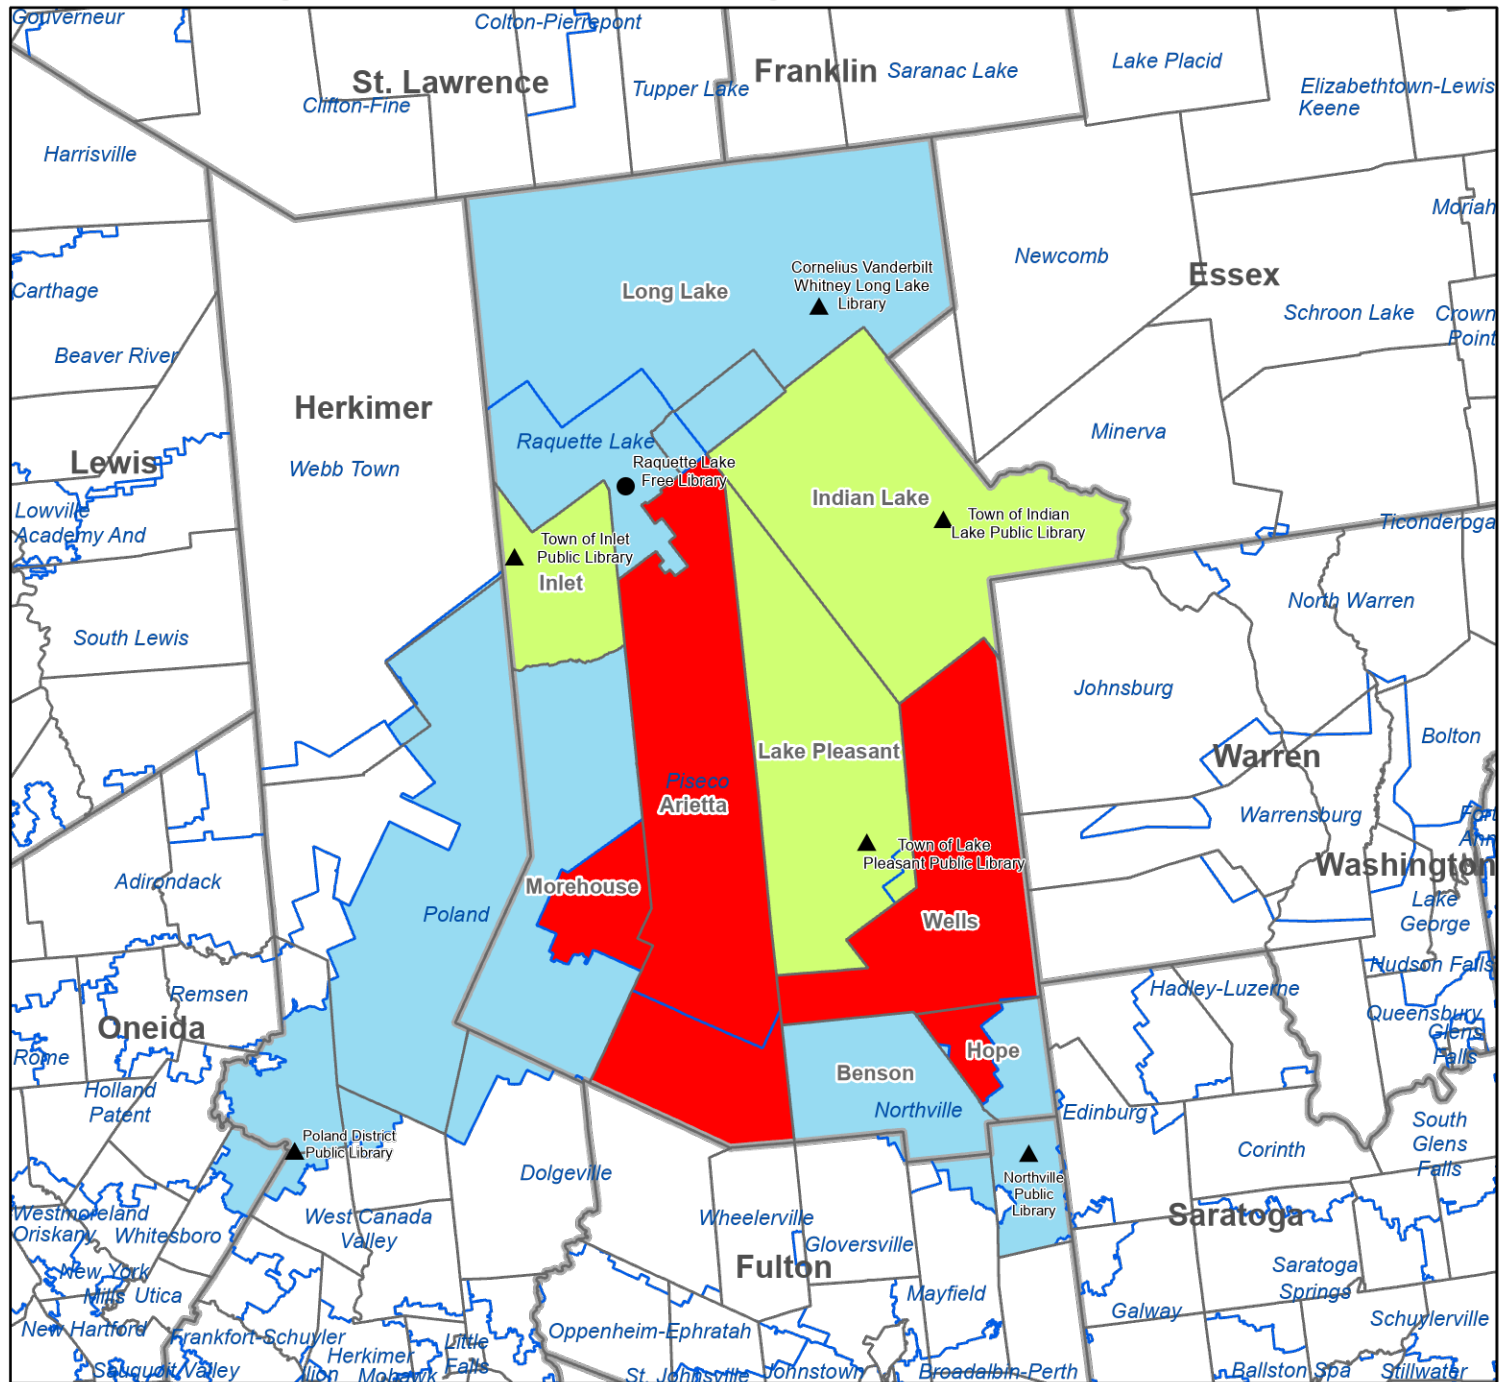 Gouverneur
Colton-Pierrepont
St. Lawrence
Clifton-Fine
Tupper Lake
Franklin
Saranac Lake
Lake Placid
Elizabethtown-Lewis
Keene
Harrisville
Moriah
Newcomb
Essex
Carthage
Long Lake
Cornelius Vanderbilt
Whitney Long Lake
Library
Schroon Lake
Crown
Point
Beaver River
Herkimer
Webb Town
Lewis
Raquette Lake
Raquette Lake
Free Library
Minerva
Indian Lake
Town of Indian
Lake Public Library
Lowville
Academy And
Ticonderoga
Town of Inlet
Public Library
Inlet
North Warren
South Lewis
Johnsburg
Bolton
Lake Pleasant
Warren
Piseco
Arietta
Warrensburg
Fort
Ann
Town of Lake
Pleasant Public Library
Washington
Adirondack
Morehouse
Poland
Wells
Lake
George
Hudson Falls
Remsen
Hadley-Luzerne
Queensbury
Glens
Falls
Oneida
Rome
Hope
Benson
Holland
Patent
Northville
Edinburg
South
Glens
Falls
Corinth
Poland District
Public Library
Dolgeville
Northville
Public
Library
Westmoreland
Oriskany
Whitesboro
West Canada
Valley
Wheelerville
Gloversville
Saratoga
Fulton
Saratoga
Springs
New York
Mills
Utica
Mayfield
Galway
Schuylerville
New Hartford
Frankfort-Schuyler
Herkimer
Little
Falls
Oppenheim-Ephratah
Sauquoit Valley
Ilion
Mohawk
St. Johnsville
Johnstown
Broadalbin-Perth
Ballston Spa
Stillwater